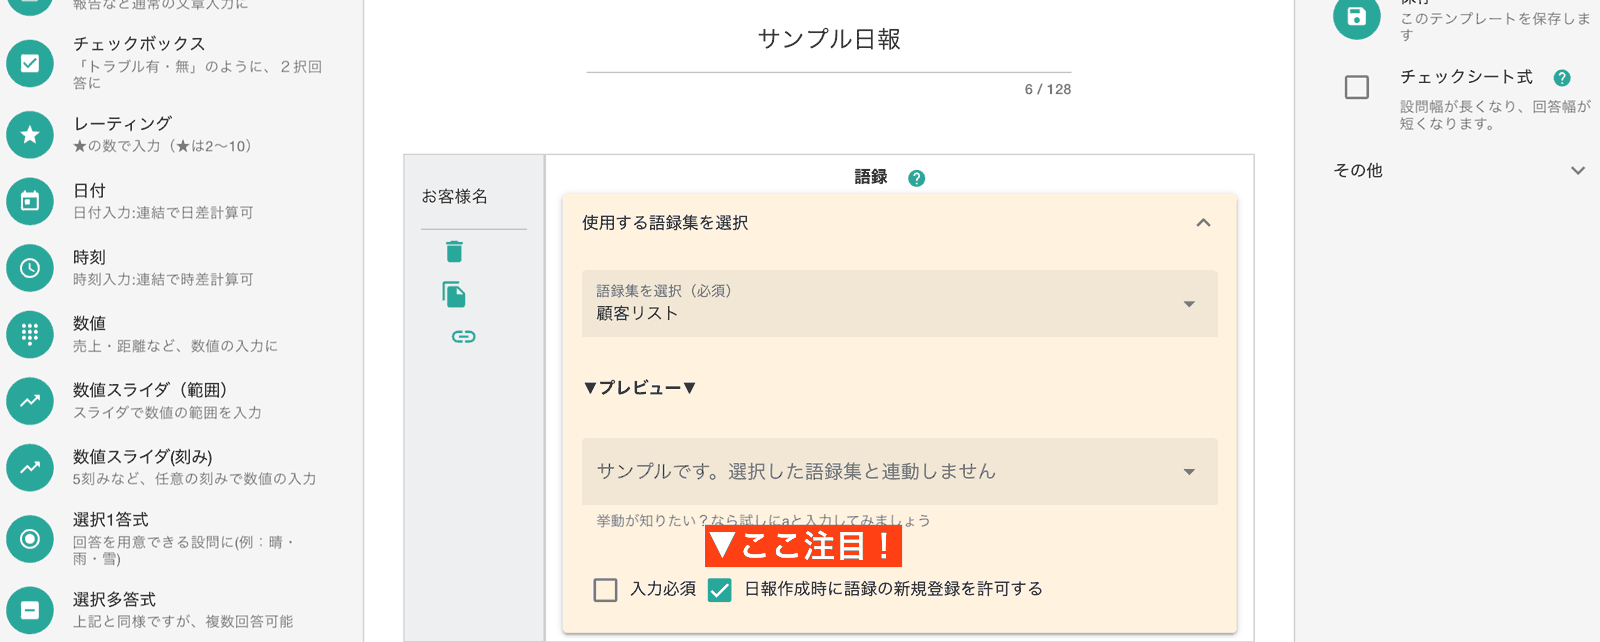 報告など通常の文章入力に
チェックボックス
「トラブル有・無」のように、２択回
答に
レーティング
★の数で入力（★は2〜10）
日付
日付入力:連結で日差計算可
時刻
時刻入力:連結で時差計算可
数値
売上・距離など、数値の入力に
数値スライダ（範囲）
スライダで数値の範囲を入力
数値スライダ(刻み)
5刻みなど、任意の刻みで数値の入力
選択1答式
回答を用意できる設問に(例：晴・
雨・雪)
選択多答式
上記と同様ですが、複数回答可能
サンプル日報
6 / 128
お客様名
語録 ?
使用する語録集を選択
語録集を選択（必須）
顧客リスト
▼プレビュー▼
サンプルです。選択した語録集と連動しません
挙動が知りたい？なら試しにaと入力してみましょう
▼ここ注目！
入力必須 日報作成時に語録の新規登録を許可する
保存
このテンプレートを保存しま
す
チェックシート式 ?
設問幅が長くなり、回答幅が
短くなります。
その他